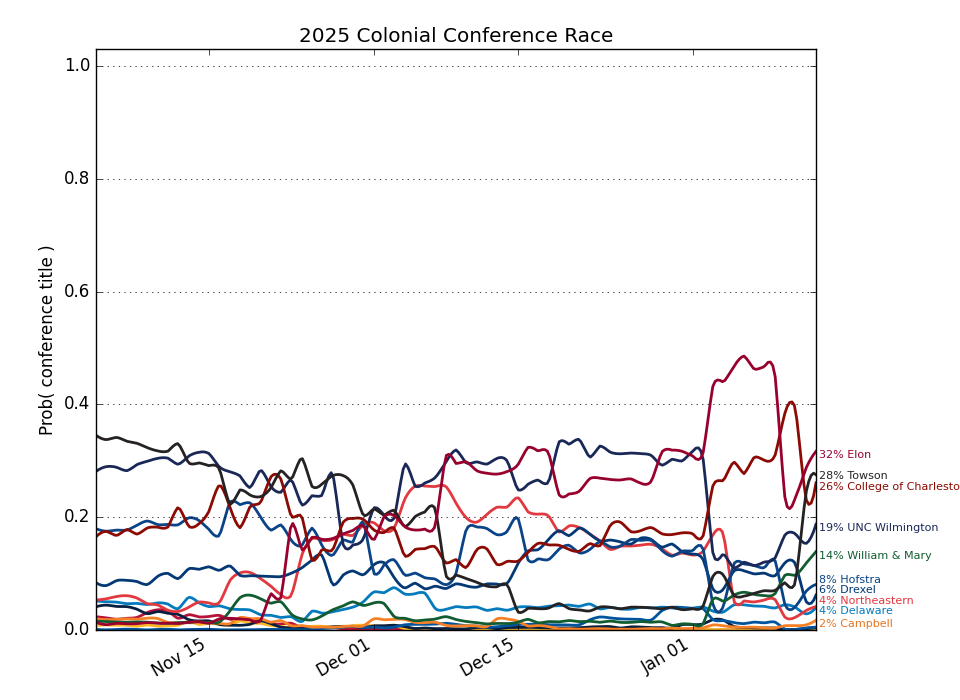 2025 Colonial Conference Race
Prob( conference title )
1.0
0.8
0.6
0.4
0.2
0.0
Nov 15
Dec 01
Dec 15
Jan 01
32% Elon
28% Towson
26% College of Charlesto
19% UNC Wilmington
14% William & Mary
8% Hofstra
6% Drexel
4% Northeastern
4% Delaware
2% Campbell